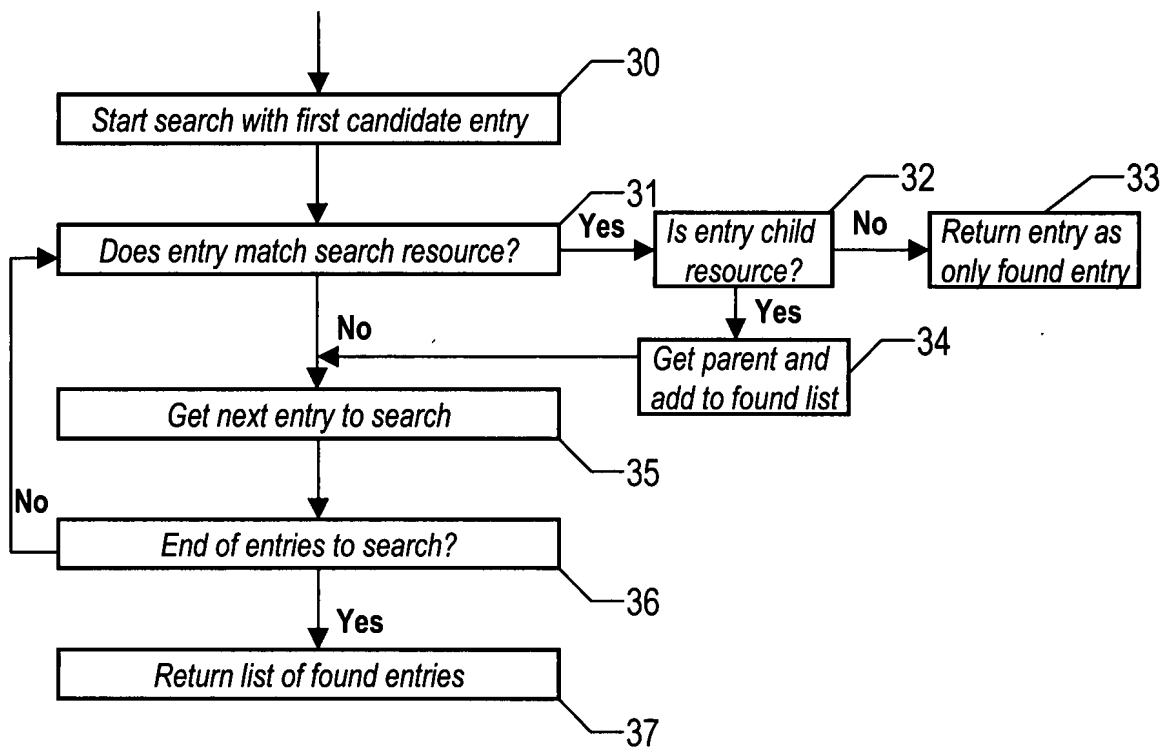 30
Start search with first candidate entry
31
32
33
Does entry match search resource?
Yes
Is entry child
resource?
No
Return entry as
only found entry
No
Yes
34
Get parent and
add to found list
Get next entry to search
35
No
End of entries to search?
36
Yes
Return list of found entries
37